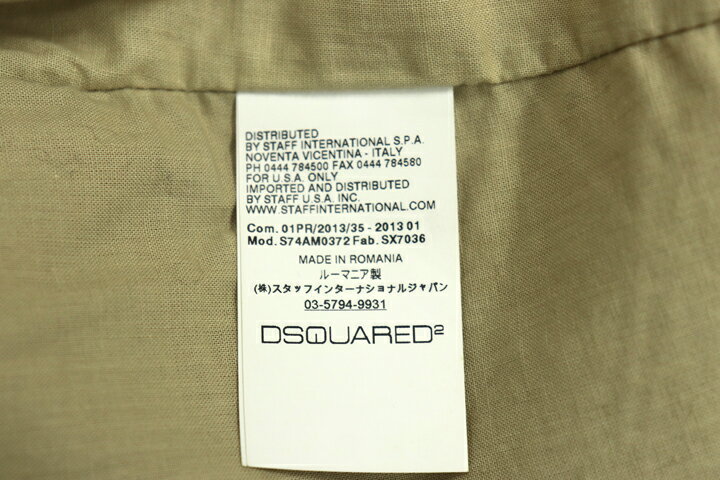 DISTRIBUTED
BY STAFF INTERNATIONAL S.P.A.
NOVENTA VICENTINA - ITALY
PH 0444 784500 FAX 0444 784580
FOR U.S.A. ONLY
IMPORTED AND DISTRIBUTED
BY STAFF U.S.A. INC.
WWW.STAFFINTERNATIONAL.COM
Com. 01PR/2013/35 - 2013 01
Mod. S74AM0372 Fab. SX7036
MADE IN ROMANIA
ルーマニア製
(株)スタッフインターナショナルジャパン
03-5794-9931
DSQUARED²